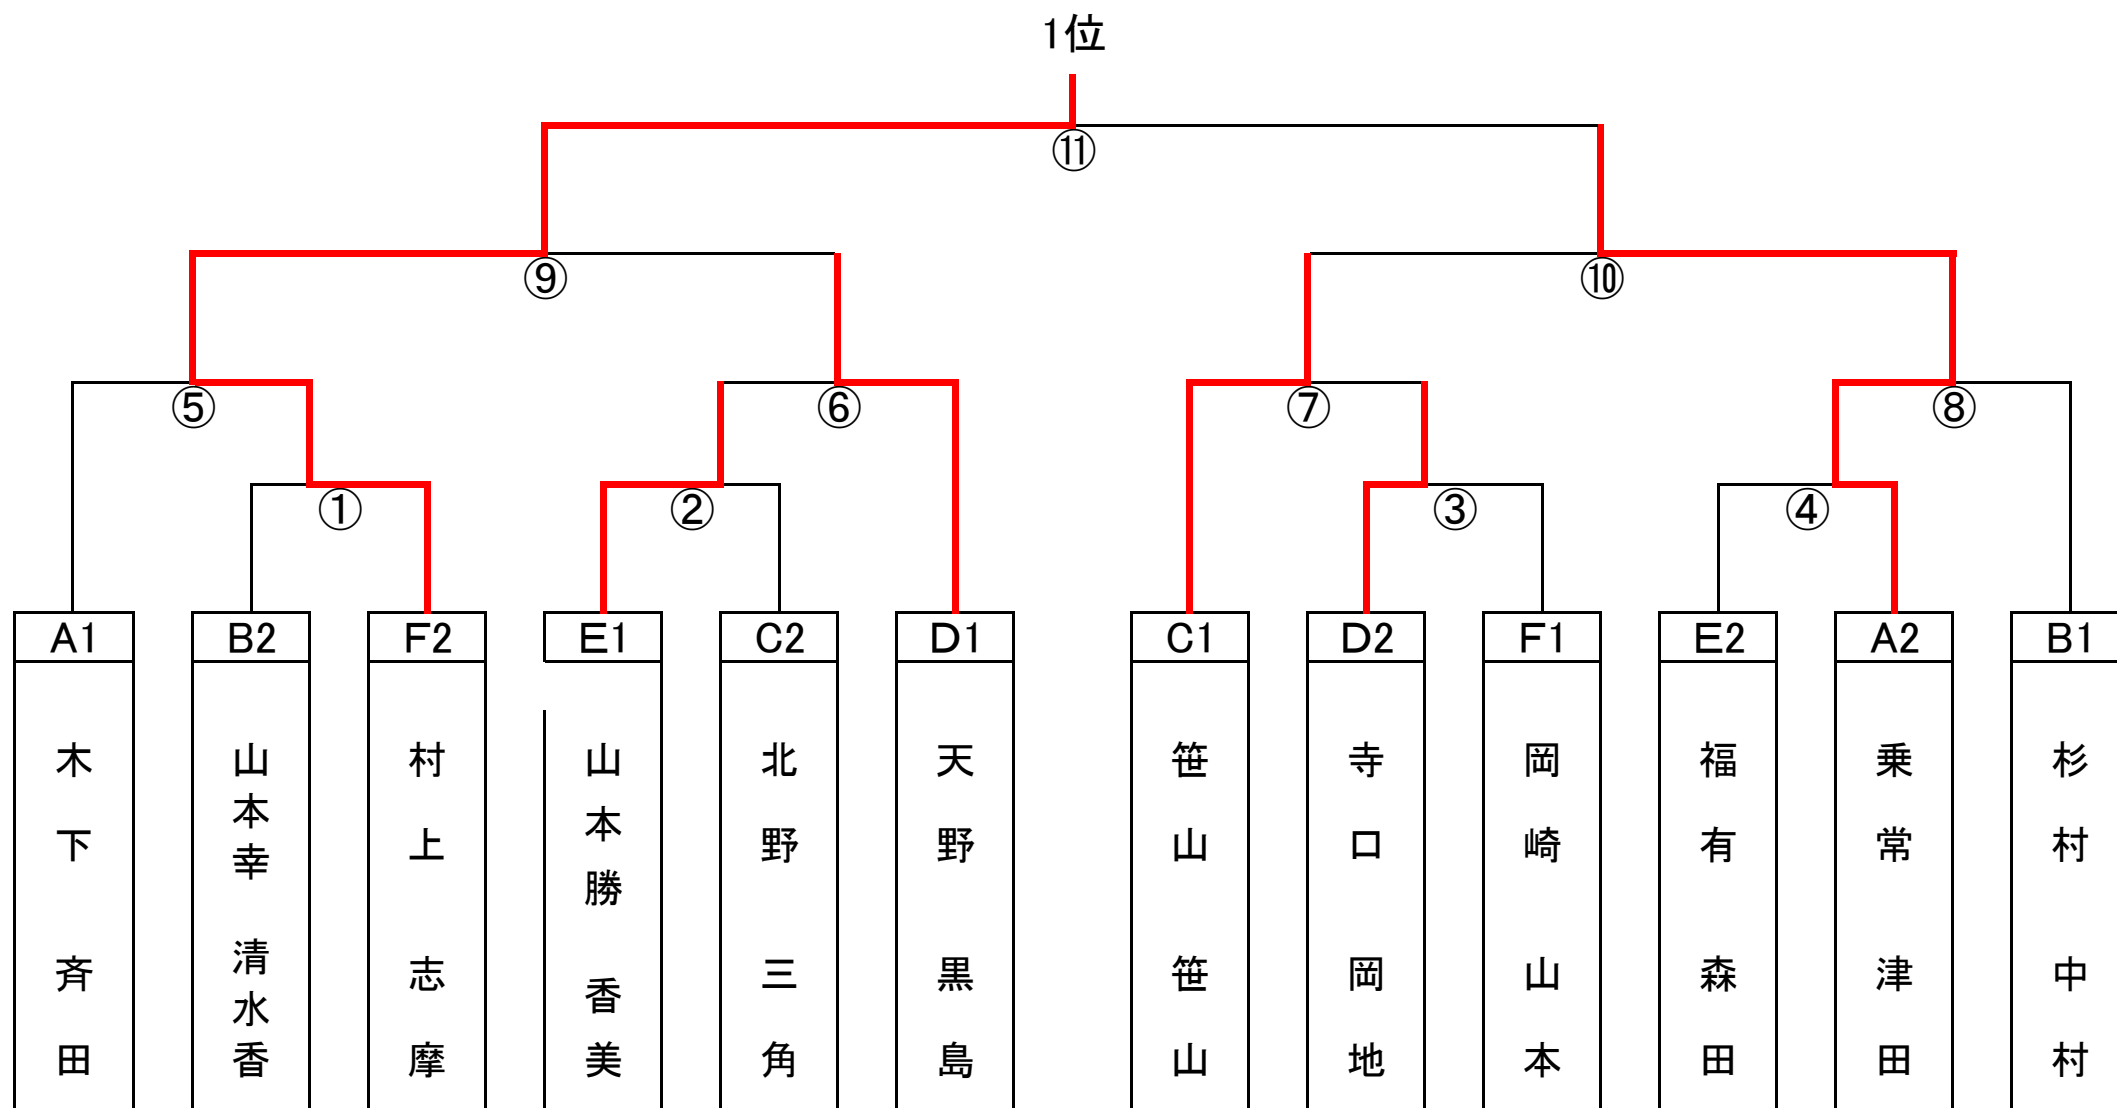 1位
⑪
⑨
⑩
⑤
⑥
⑦
⑧
①
②
③
④
A1
B2
F2
E1
C2
D1
C1
D2
F1
E2
A2
B1
木下 斉田
山本幸 清水香
村上 志摩
山本勝 香美
北野 三角
天野 黒島
笹山 笹山
寺口 岡地
岡崎 山本
福有 森田
乗常 津田
杉村 中村